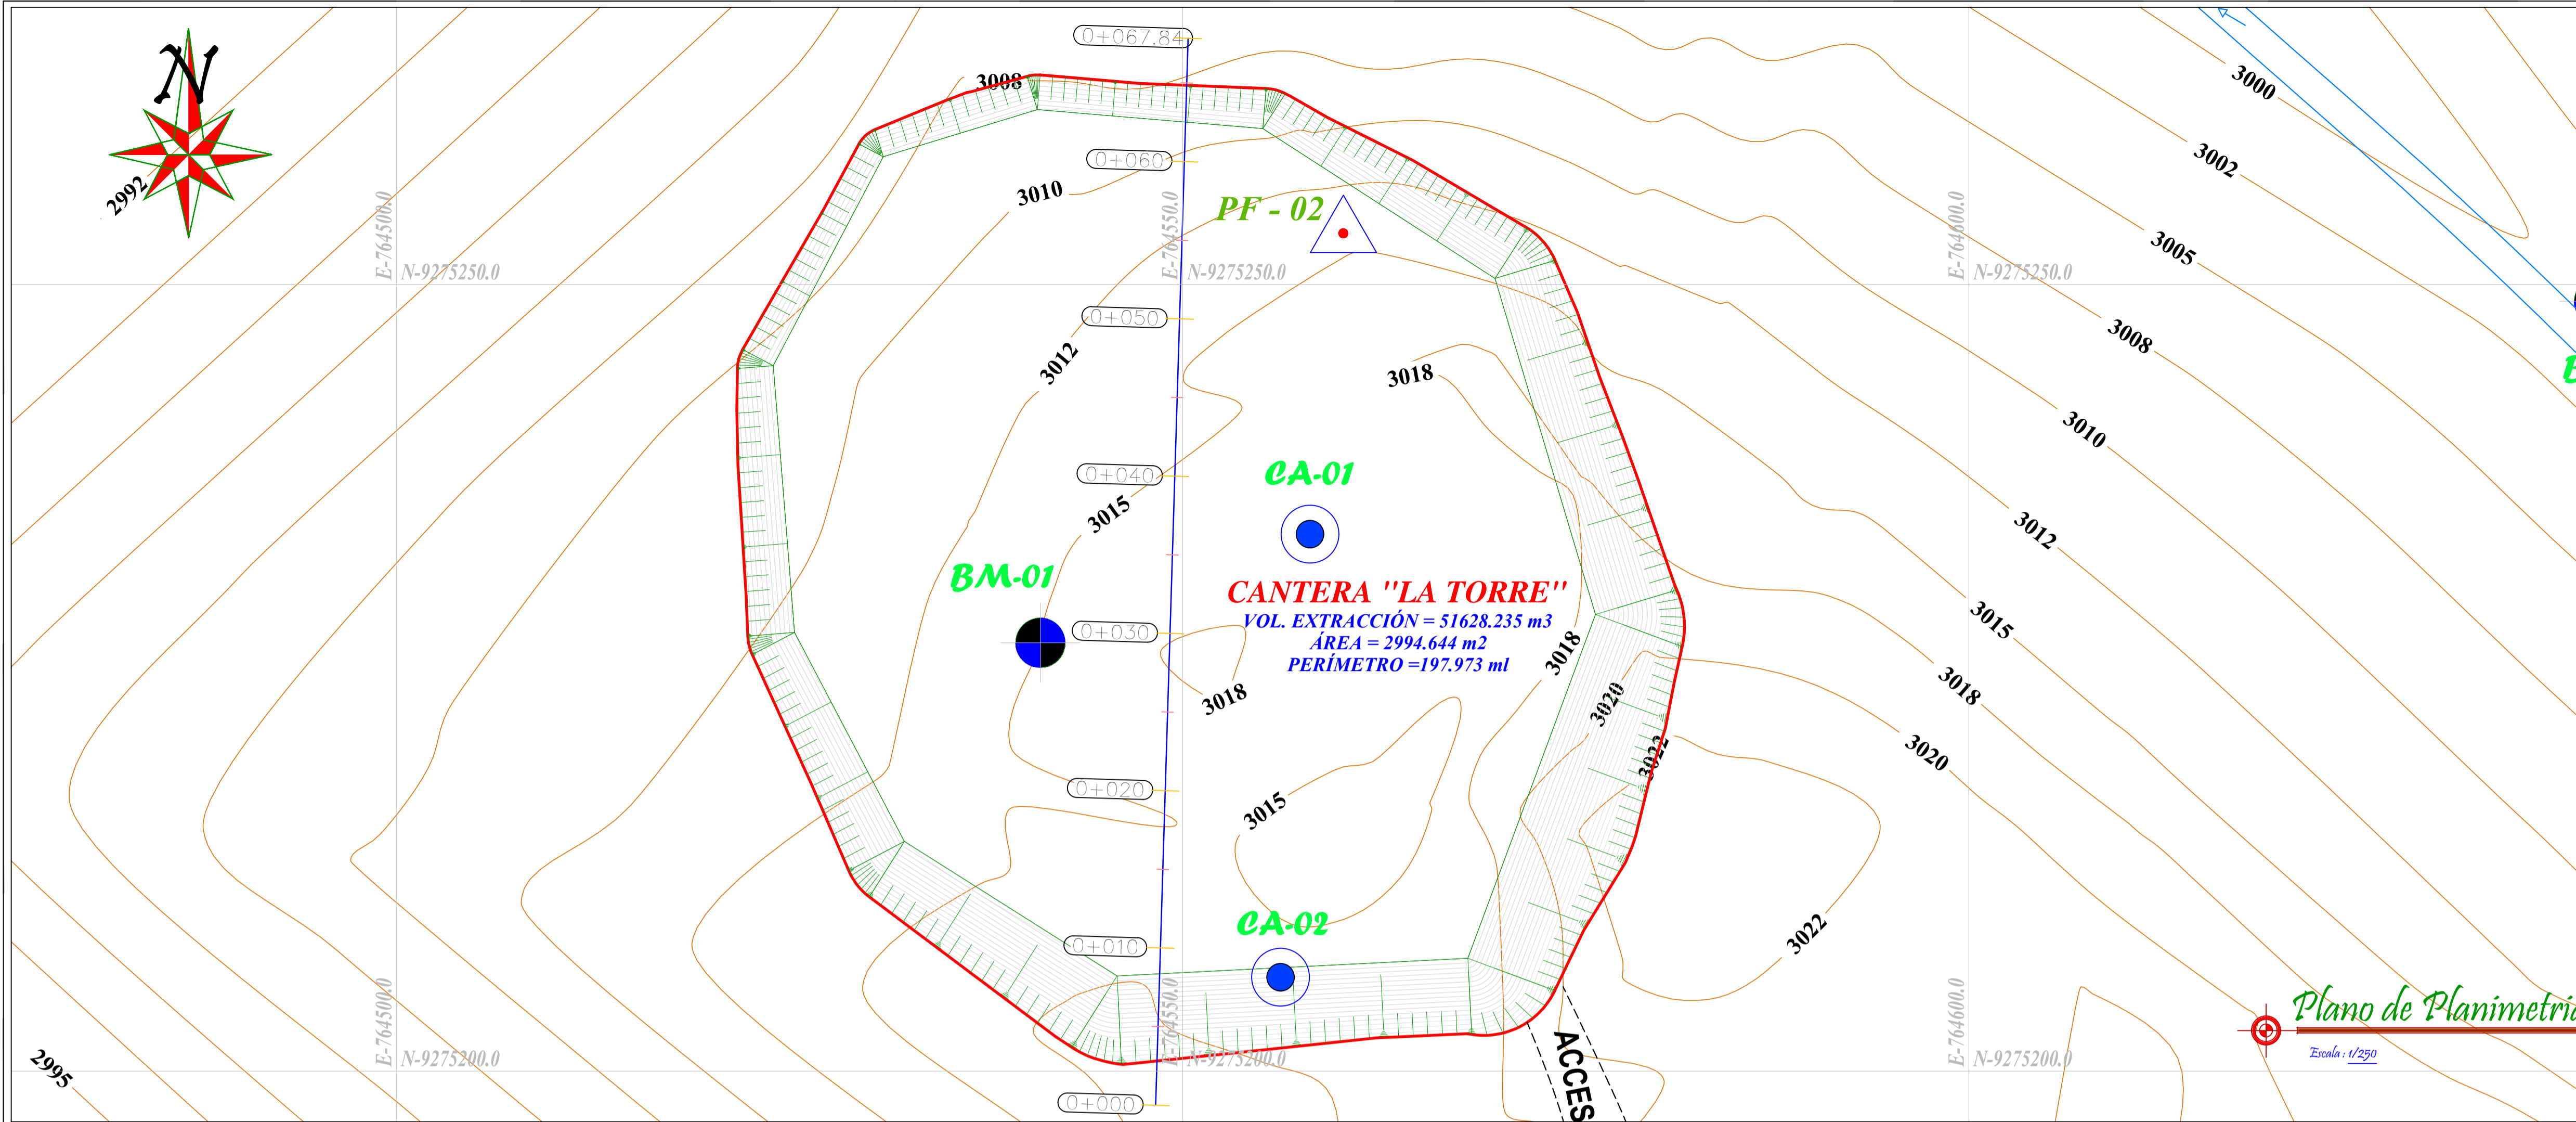 N
0+067.84
3008
3000
2992
3010
0+060
3002
PF - 02
E-764500.0
N-9275250.0
E-764550.0
N-9275250.0
E-764600.0
N-9275250.0
3005
0+050
3012
3018
3008
3010
0+040
CA-01
3015
3012
BM-01
CANTERA "LA TORRE"
VOL. EXTRACCIÓN = 51628.235 m3
ÁREA = 2994.644 m2
PERÍMETRO =197.973 ml
0+030
3015
3018
3018
3018
3020
3022
3020
0+020
3015
CA-02
3022
0+010
E-764500.0
N-9275200.0
E-764550.0
N-9275200.0
E-764600.0
N-9275200.0
Plano de Planimetría
Escala : 1/250
2995
0+000
ACCES